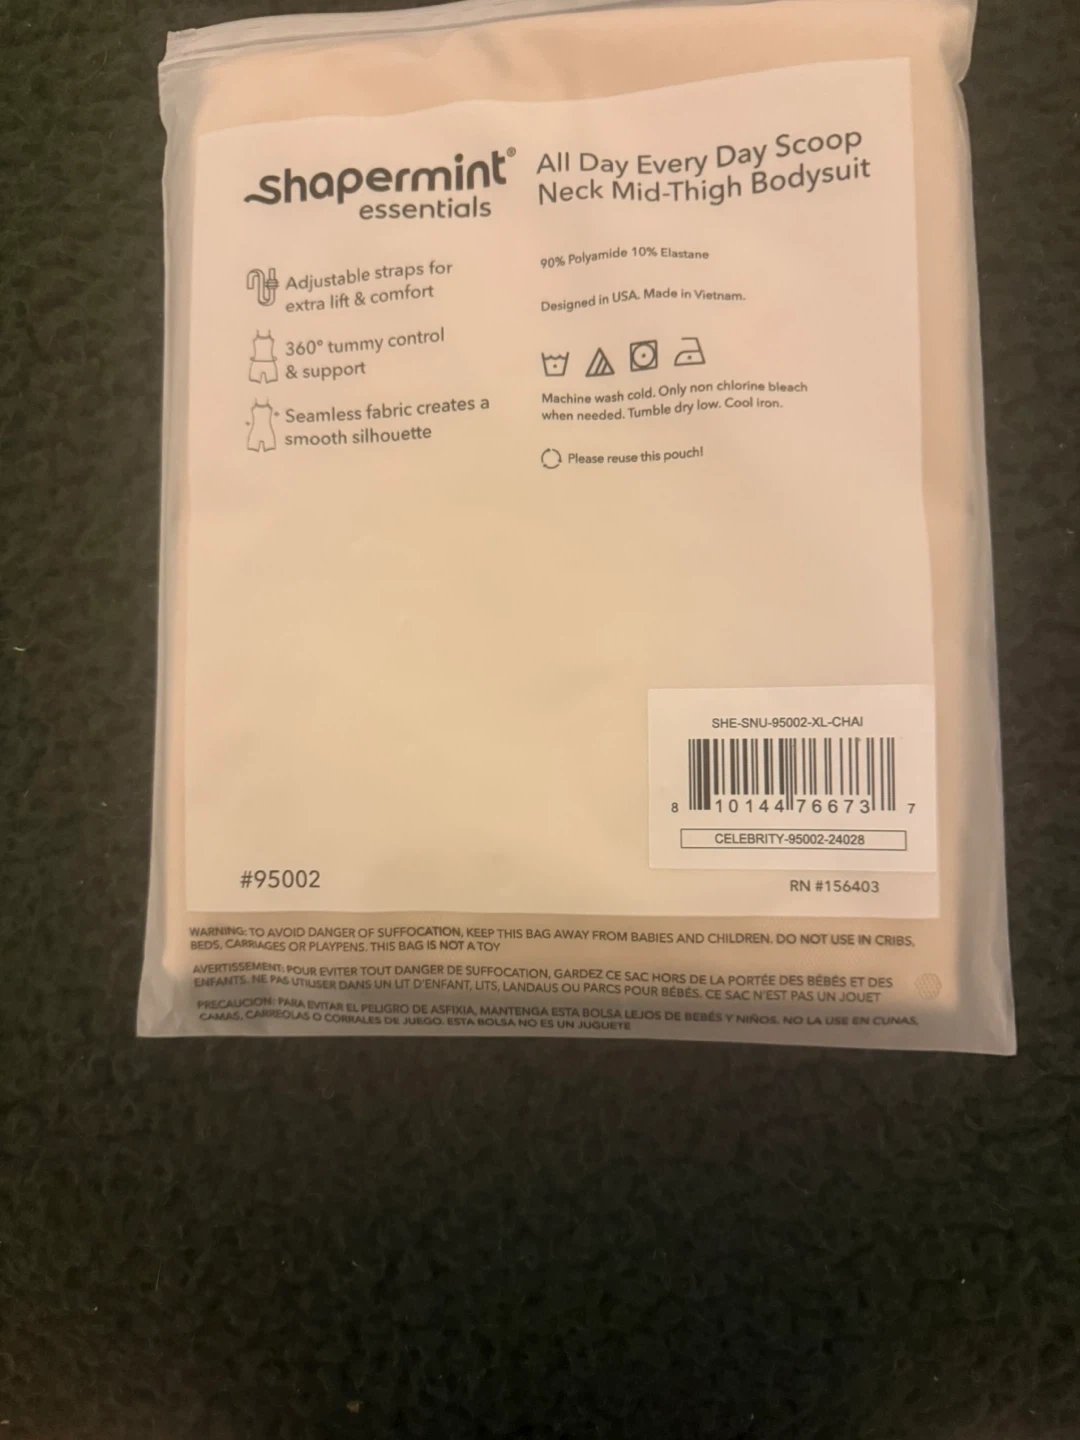 shapermint®
essentials
All Day Every Day Scoop
Neck Mid-Thigh Bodysuit
Adjustable straps for
extra lift & comfort
360° tummy control
& support
Seamless fabric creates a
smooth silhouette
90% Polyamide 10% Elastane
Designed in USA. Made in Vietnam.
Machine wash cold. Only non chlorine bleach
when needed. Tumble dry low. Cool iron.
Please reuse this pouch!
SHE-SNU-95002-XL-CHAI
8 10144 76673 7
CELEBRITY-95002-24028
#95002
RN #156403
WARNING: TO AVOID DANGER OF SUFFOCATION, KEEP THIS BAG AWAY FROM BABIES AND CHILDREN. DO NOT USE IN CRIBS,
BEDS, CARRIAGES OR PLAYPENS. THIS BAG IS NOT A TOY
AVERTISSEMENT: POUR EVITER TOUT DANGER DE SUFFOCATION, GARDEZ CE SAC HORS DE LA PORTÉE DES BÉBÉS ET DES
ENFANTS. NE PAS UTILISER DANS UN LIT D'ENFANT, LITS, LANDAUS OU PARCS POUR BÉBÉS. CE SAC N'EST PAS UN JOUET
PRECAUCION: PARA EVITAR EL PELIGRO DE ASFIXIA, MANTENGA ESTA BOLSA LEJOS DE BEBÉS Y NIÑOS. NO LA USE EN CUNAS,
CAMAS, CARREOLAS O CORRALES DE JUEGO. ESTA BOLSA NO ES UN JUGUETE